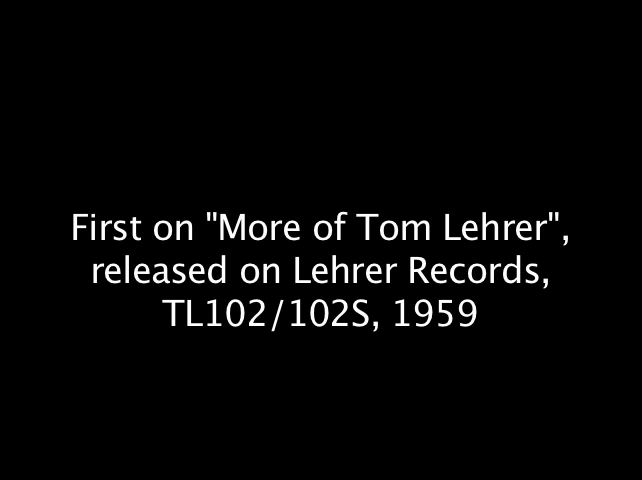 First on "More of Tom Lehrer",
released on Lehrer Records,
TL102/102S, 1959